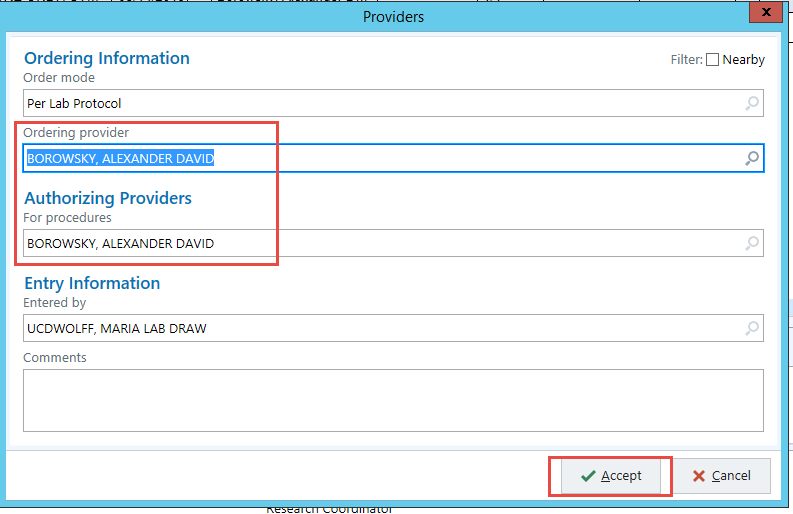 Providers
x
Ordering Information
Filter: Nearby
Order mode
Per Lab Protocol
Ordering provider
BOROWSKY, ALEXANDER DAVID
Authorizing Providers
For procedures
BOROWSKY, ALEXANDER DAVID
Entry Information
Entered by
UCDWOLFF, MARIA LAB DRAW
Comments
Accept Cancel
Research Coordinator